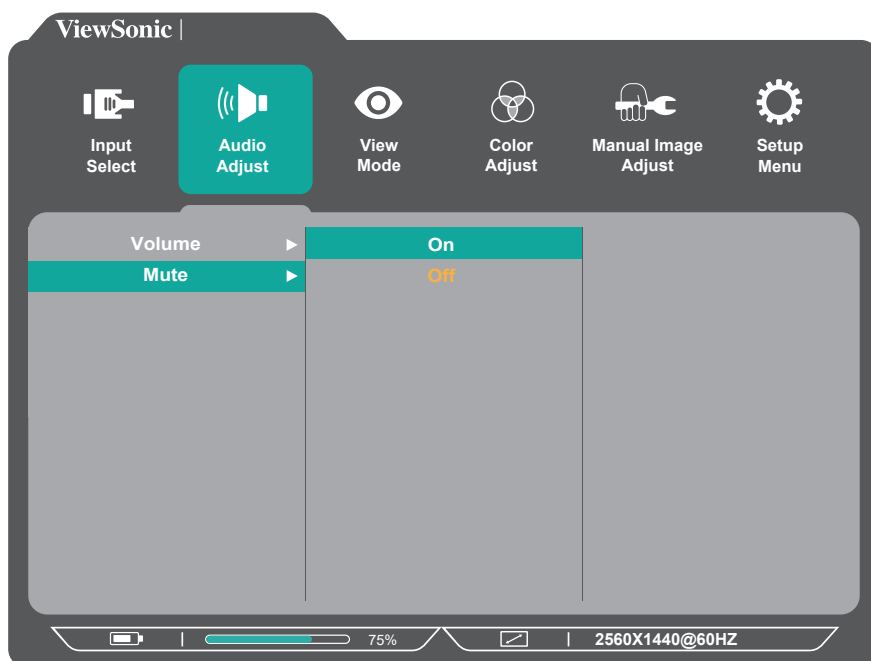 ViewSonic
Input
Select
Audio
Adjust
View
Mode
Color
Adjust
Manual Image
Adjust
Setup
Menu
Volume
On
Mute
Off
75%
2560X1440@60HZ